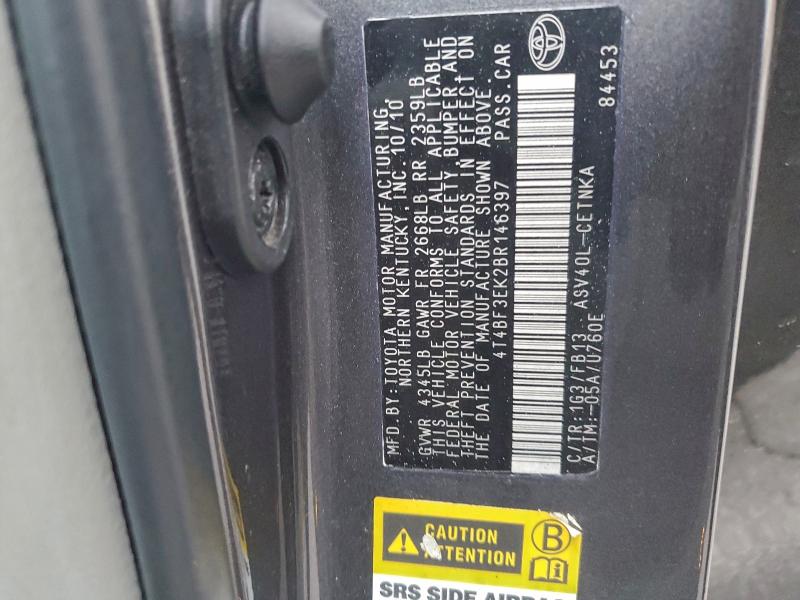 MFD.BY:TOYOTA MOTOR MANUFACTURING,
NORTHERN KENTUCKY, INC. 10/10
GVWR 4345LB GAWR FR 2668LB RR 2359LB
THIS VEHICLE CONFORMS TO ALL APPLICABLE
FEDERAL MOTOR VEHICLE SAFETY, BUMPER AND
THEFT PREVENTION STANDARDS IN EFFECT ON
THE DATE OF MANUFACTURE SHOWN ABOVE.
4T4BF3EK2BR146397 PASS.CAR
C/TR:1G3/FB13 ASV40L-CETNKA
A/TM:-05A/U760E
84453
CAUTION
ATTENTION
B
SRS SIDE AIRBAG